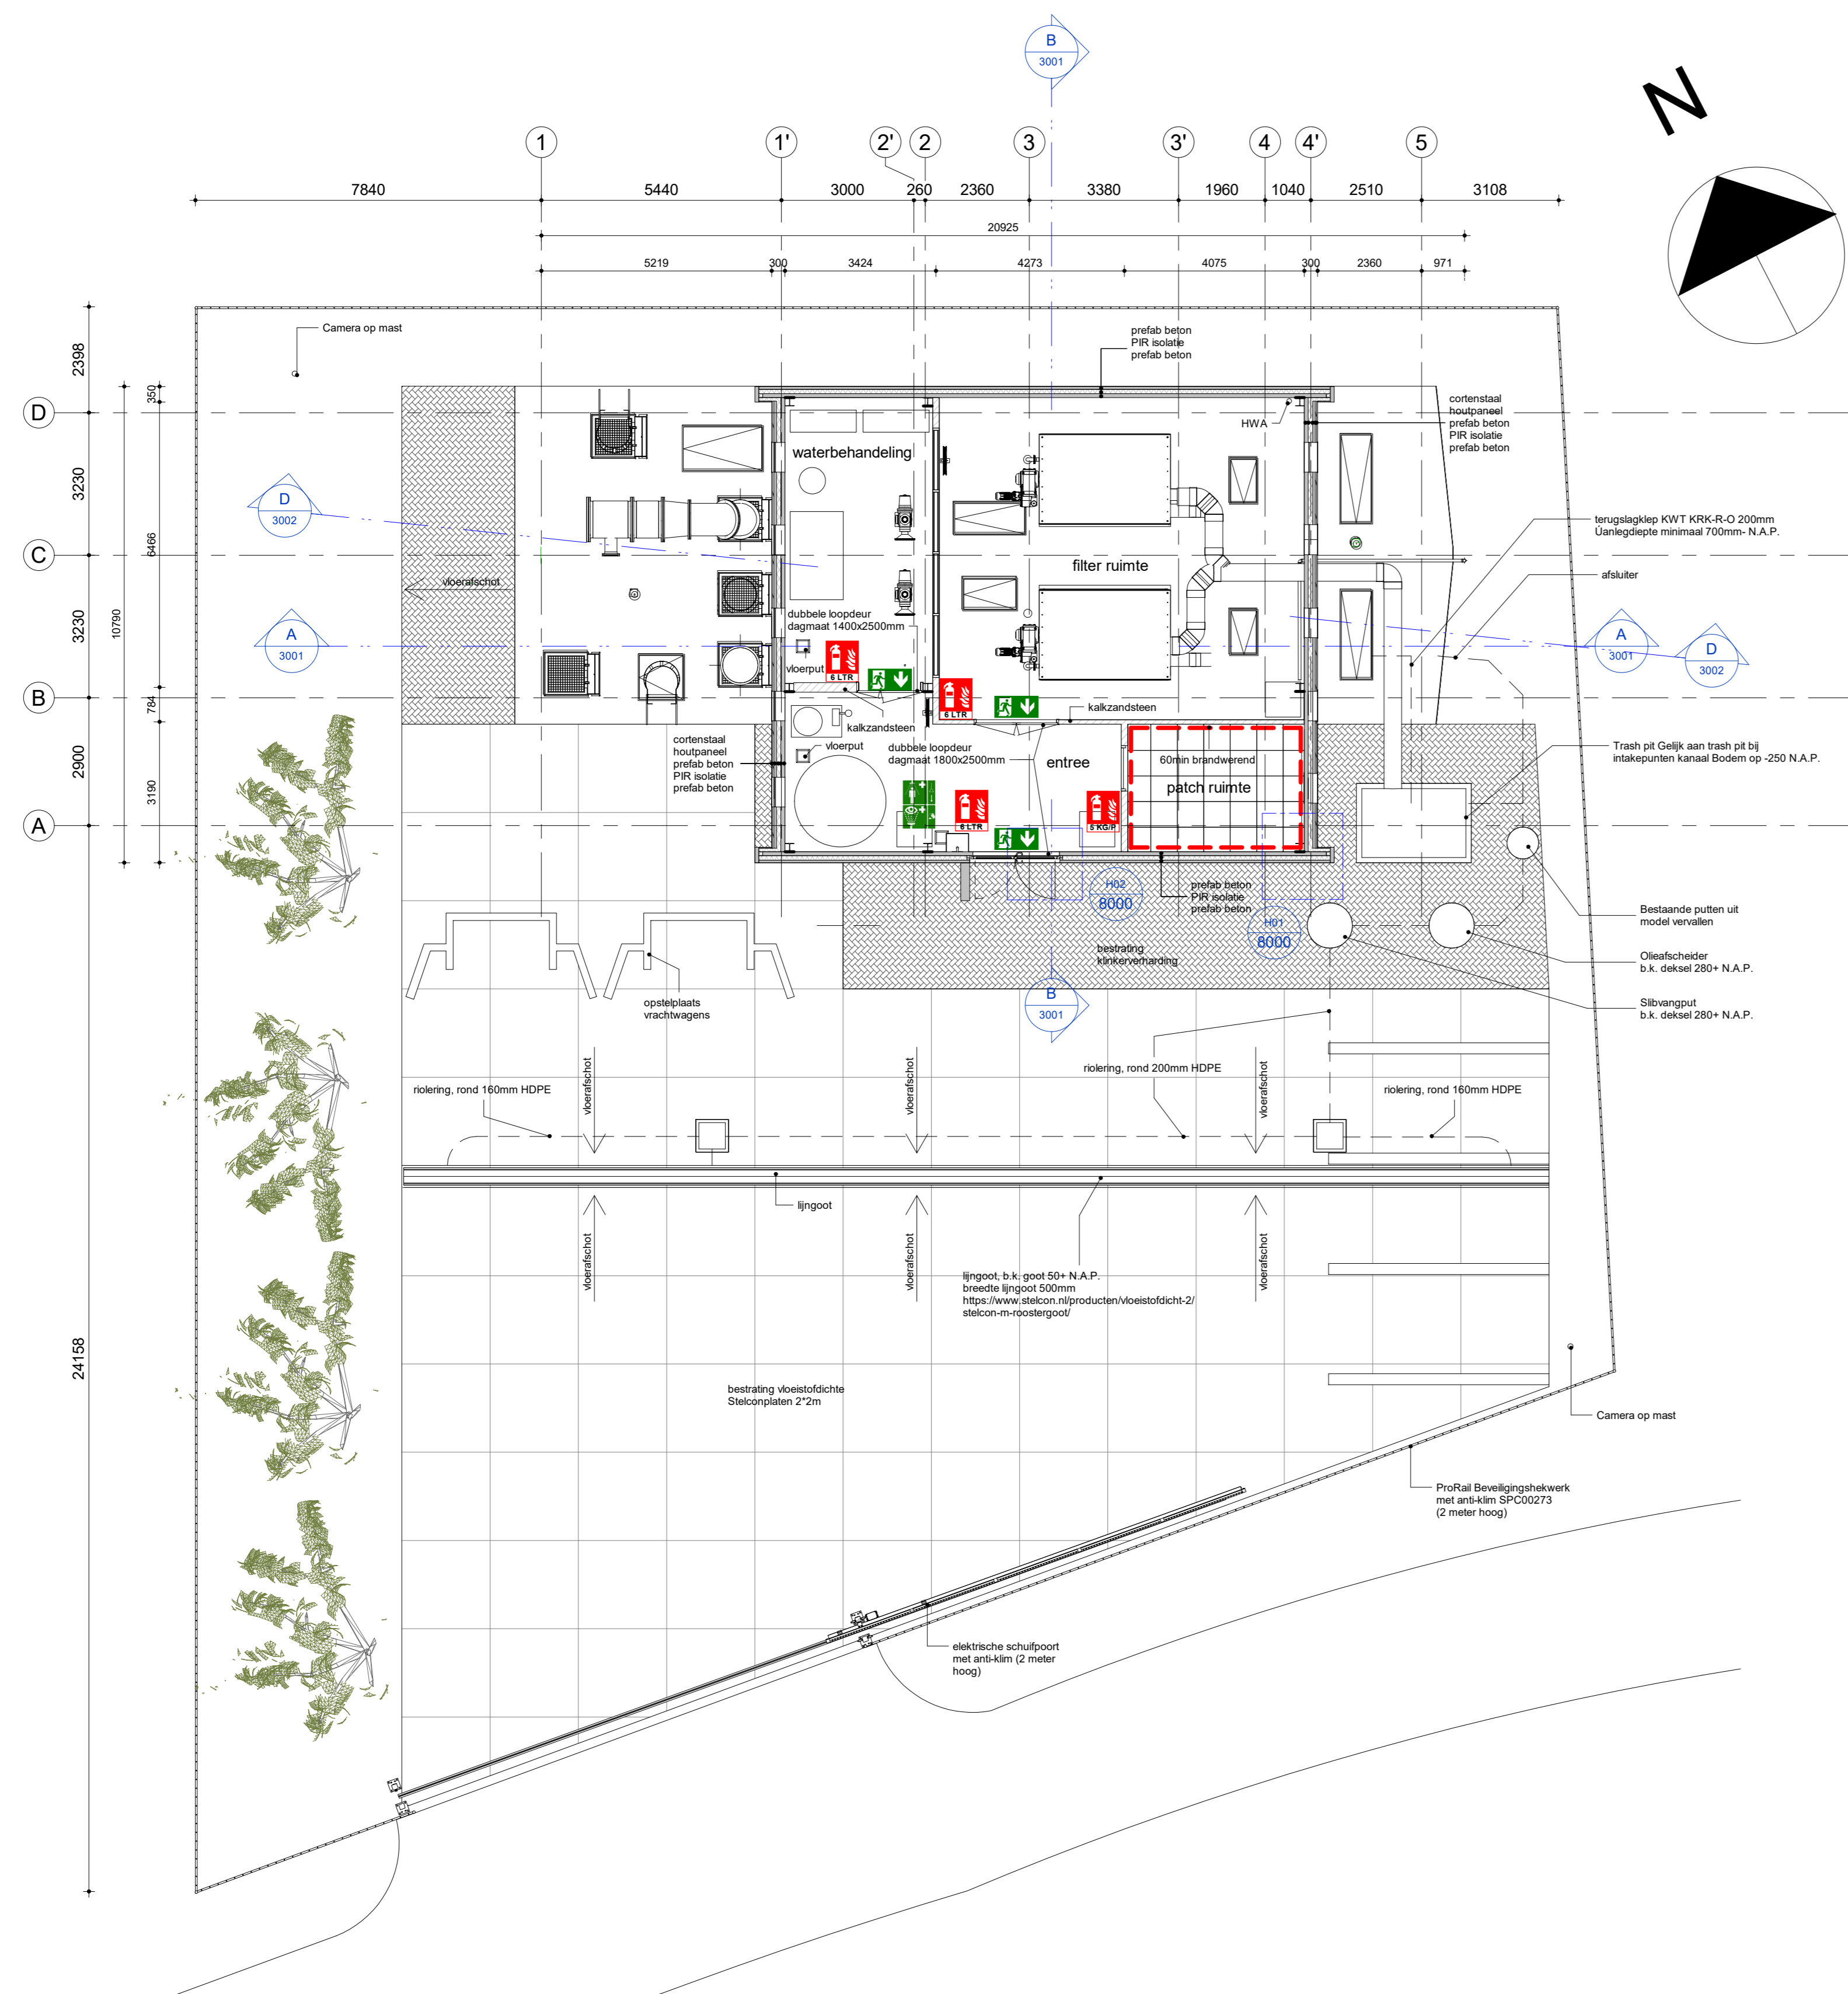 B
3001
N
1
1'
2'
2
3
3'
4
4'
5
7840
5440
3000
260
2360
3380
1960
1040
2510
3108
20925
5219
300
3424
4273
4075
300
2360
971
Camera op mast
prefab beton
PIR isolatie
prefab beton
2398
350
D
cortenstaal
houtpaneel
prefab beton
PIR isolatie
prefab beton
HWA
waterbehandeling
3230
D
3002
terugslagklep KWT KRK-R-O 200mm
Úanlegdiepte minimaal 700mm- N.A.P.
6466
C
filter ruimte
afsluiter
vloerafschot
dubbele loopdeur
dagmaat 1400x2500mm
3230
10790
A
3001
A
3001
D
3002
vloerput
6 LTR
784
B
6 LTR
kalkzandsteen
kalkzandsteen
cortenstaal
houtpaneel
prefab beton
PIR isolatie
prefab beton
vloerput
dubbele loopdeur
dagmaat 1800x2500mm
entree
60min brandwerend
patch ruimte
2900
3190
Trash pit Gelijk aan trash pit bij
intakepunten kanaal Bodem op -250 N.A.P.
A
6 LTR
5 KG/P
H02
8000
prefab beton
PIR isolatie
prefab beton
H01
8000
Bestaande putten uit
model vervallen
bestrating
klinkerverharding
Olieafscheider
b.k. deksel 280+ N.A.P.
opstelplaats
vrachtwagens
B
3001
Slibvangput
b.k. deksel 280+ N.A.P.
vloerafschot
vloerafschot
vloerafschot
riolering, rond 160mm HDPE
riolering, rond 200mm HDPE
riolering, rond 160mm HDPE
lijngoot
vloerafschot
vloerafschot
vloerafschot
lijngoot, b.k. goot 50+ N.A.P.
breedte lijngoot 500mm
https://www.stelcon.nl/producten/vloeistofdicht-2/
stelcon-m-roostergoot/
24158
bestrating vloeistofdichte
Stelconplaten 2*2m
Camera op mast
ProRail Beveiligingshekwerk
met anti-klim SPC00273
(2 meter hoog)
elektrische schuifpoort
met anti-klim (2 meter
hoog)